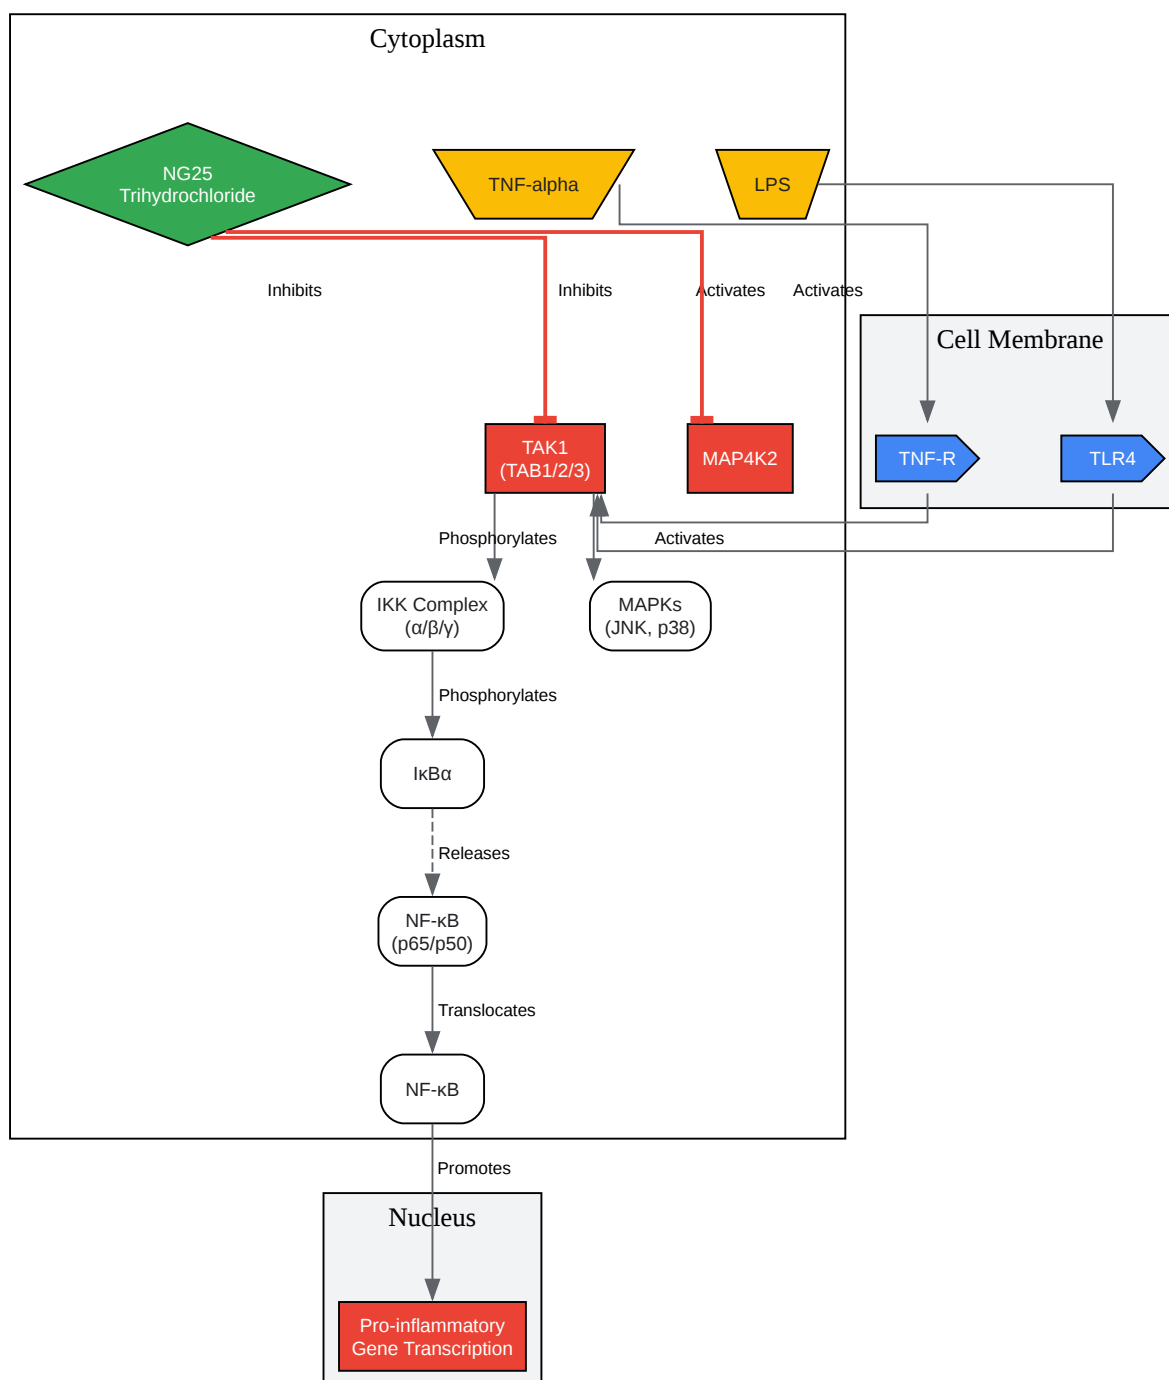 Cytoplasm
NG25
Trihydrochloride
TNF-alpha
LPS
Inhibits
Inhibits
Activates
Activates
Cell Membrane
TAK1
(TAB1/2/3)
MAP4K2
TNF-R
TLR4
Phosphorylates
Activates
IKK Complex
(α/β/γ)
MAPKs
(JNK, p38)
Phosphorylates
IκBα
Releases
NF-κB
(p65/p50)
Translocates
NF-κB
Promotes
Nucleus
Pro-inflammatory
Gene Transcription